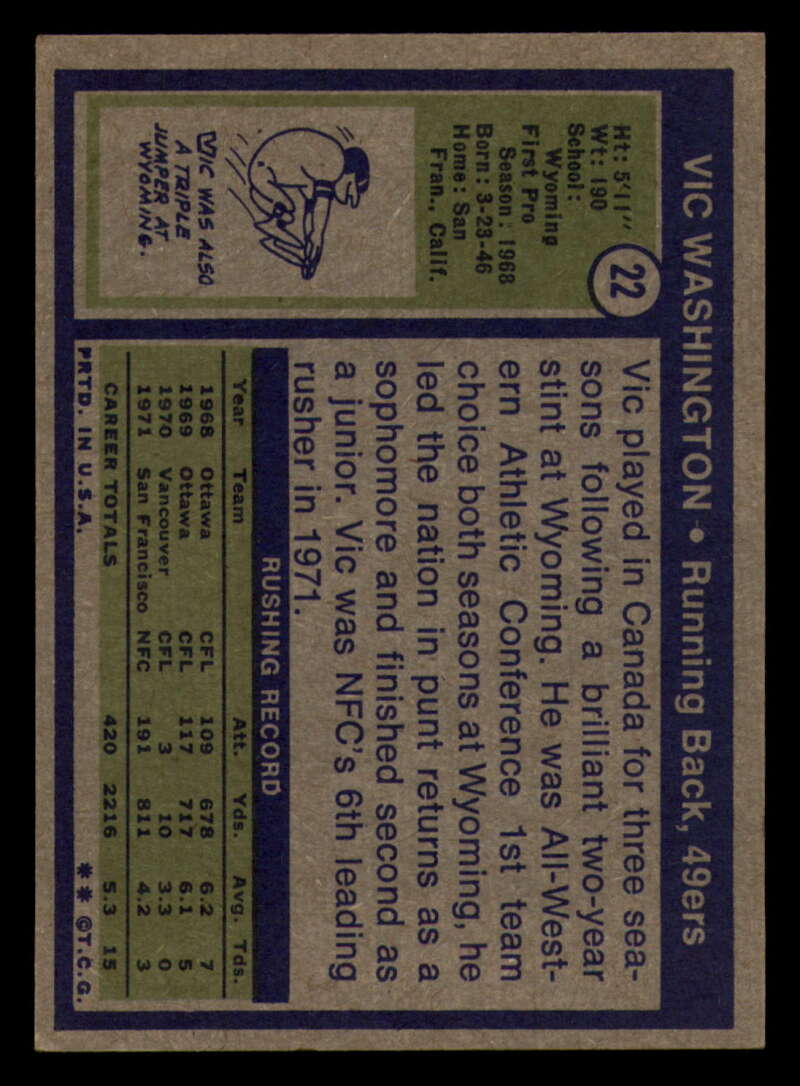 VIC WASHINGTON • Running Back, 49ers
22
Ht: 5'11"
Wt: 190
School:
Wyoming
First Pro
Season: 1968
Born: 3-23-46
Home: San
Fran., Calif.
VIC WAS ALSO
A TRIPLE
JUMPER AT
WYOMING.
Vic played in Canada for three sea-
sons following a brilliant two-year
stint at Wyoming. He was All-West-
ern Athletic Conference 1st team
choice both seasons at Wyoming, he
led the nation in punt returns as a
sophomore and finished second as
a junior. Vic was NFC's 6th leading
rusher in 1971.
RUSHING RECORD
Year Team Att. Yds. Avg. Tds.
1968 Ottawa CFL 109 678 6.2 7
1969 Ottawa CFL 117 717 6.1 5
1970 Vancouver CFL 3 10 3.3 0
1971 San Francisco NFC 191 811 4.2 3
CAREER TOTALS 420 2216 5.3 15
PRTD. IN U.S.A. ** ©T.C.G.